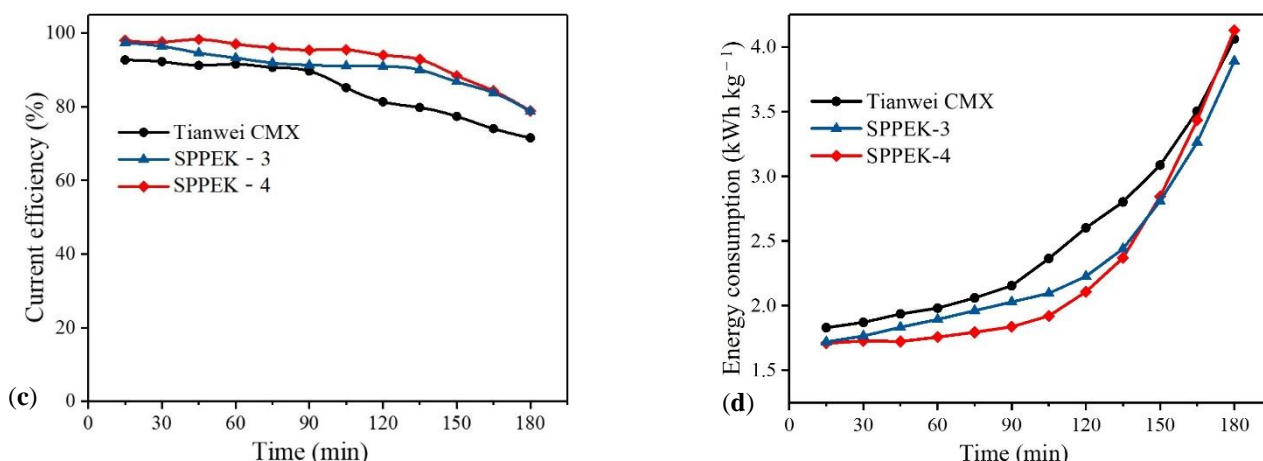 100
80
60
40
20
0
Current efficiency (%)
Tianwei CMX
SPPEK - 3
SPPEK - 4
0 30 60 90 120 150 180
Time (min)
(c)
4.0
3.5
3.0
2.5
2.0
1.5
Energy consumption (kWh kg⁻¹)
Tianwei CMX
SPPEK-3
SPPEK-4
0 30 60 90 120 150 180
Time (min)
(d)